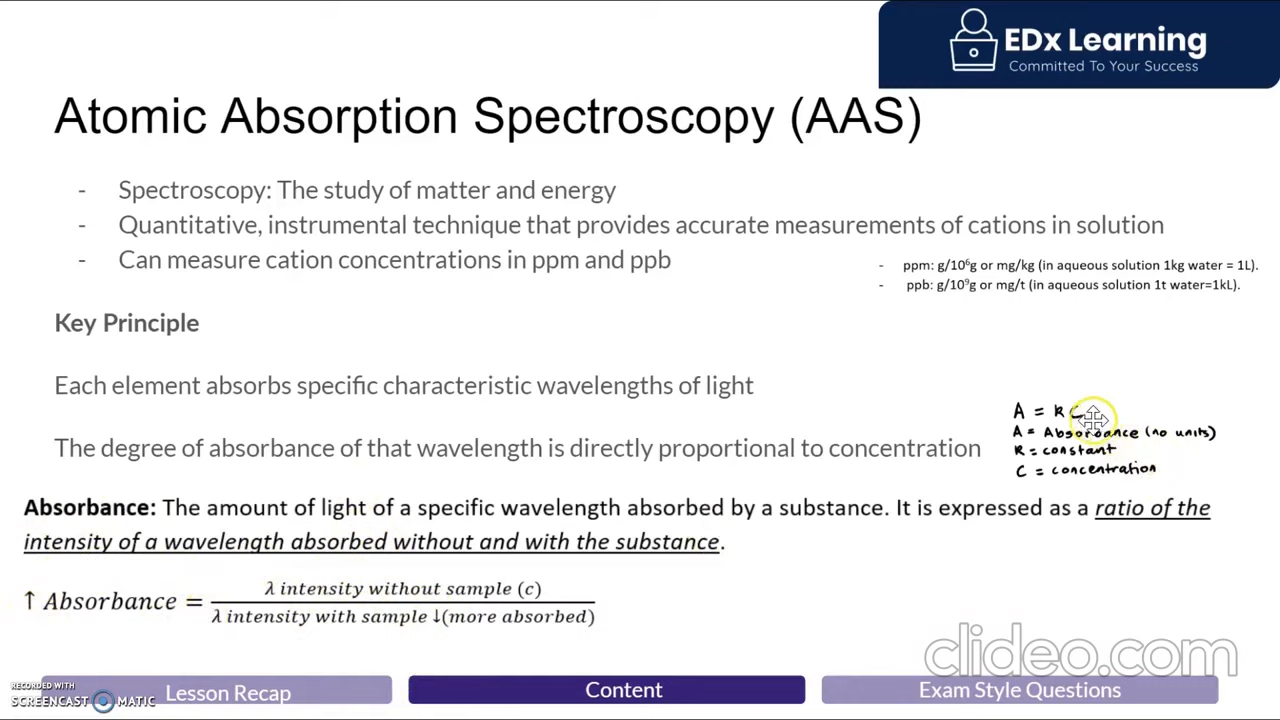 EDx Learning
Committed To Your Success
Atomic Absorption Spectroscopy (AAS)
- Spectroscopy: The study of matter and energy
- Quantitative, instrumental technique that provides accurate measurements of cations in solution
- Can measure cation concentrations in ppm and ppb
- ppm: g/10⁶g or mg/kg (in aqueous solution 1kg water = 1L).
- ppb: g/10⁹g or mg/t (in aqueous solution 1t water=1kL).
Key Principle
Each element absorbs specific characteristic wavelengths of light
A = KC
A = Absorbance (no units)
K = constant
C = concentration
The degree of absorbance of that wavelength is directly proportional to concentration
Absorbance: The amount of light of a specific wavelength absorbed by a substance. It is expressed as a ratio of the
intensity of a wavelength absorbed without and with the substance.
↑ Absorbance = λ intensity without sample (c)
λ intensity with sample ↓(more absorbed)
clideo.com
RECORDED WITH
SCREENCAST MATIC
Lesson Recap
Content
Exam Style Questions